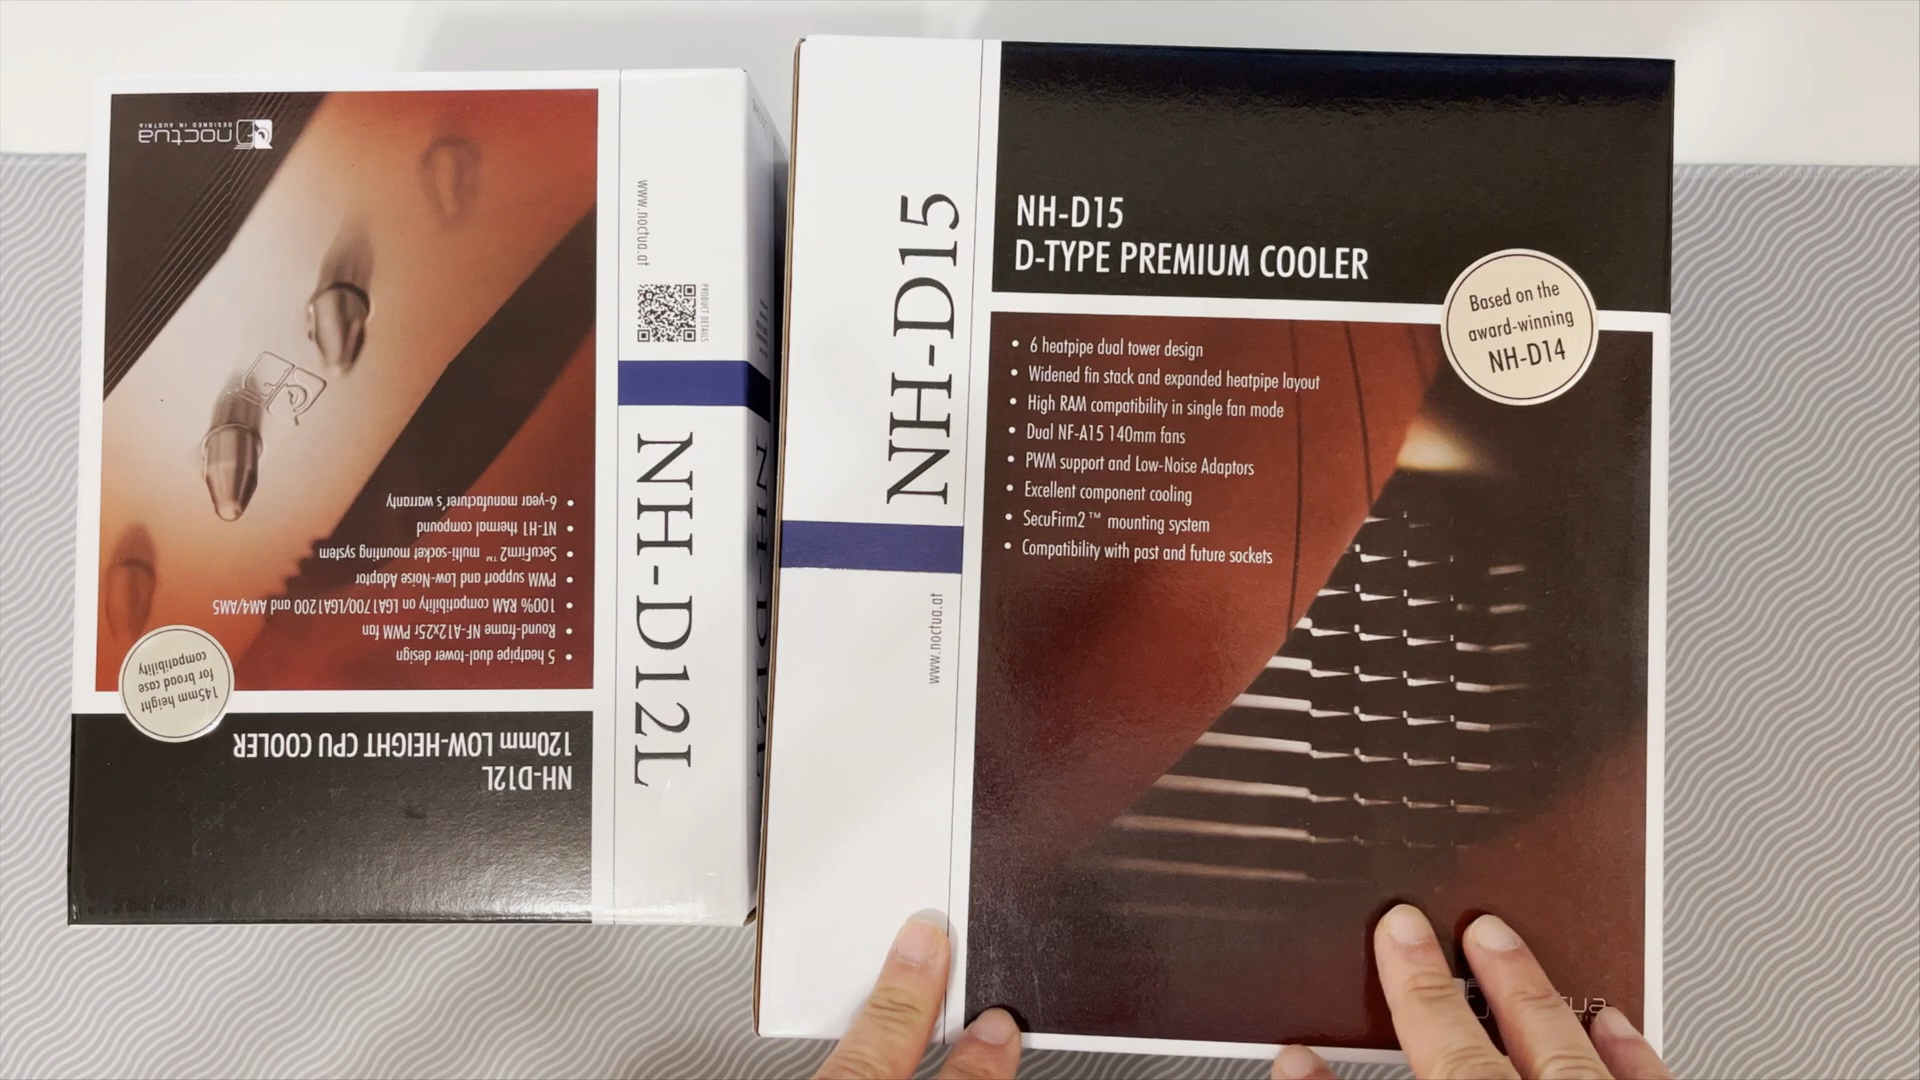 noctua
DESIGNED IN AUSTRIA
NH-D12L
120mm LOW-HEIGHT CPU COOLER
145mm height
for broad case
compatibility
• 5 heatpipe dual-tower design
• Round-frame NF-A12x25r PWM fan
• 100% RAM compatibility on LGA1700/LGA1200 and AM4/AM5
• PWM support and Low-Noise Adaptor
• SecuFirm2™ multi-socket mounting system
• NT-H1 thermal compound
• 6-year manufacturer's warranty
www.noctua.at
PRODUCT DETAILS
NH-D12L
NH-D12L
NH-D15
www.noctua.at
NH-D15
D-TYPE PREMIUM COOLER
Based on the
award-winning
NH-D14
• 6 heatpipe dual tower design
• Widened fin stack and expanded heatpipe layout
• High RAM compatibility in single fan mode
• Dual NF-A15 140mm fans
• PWM support and Low-Noise Adaptors
• Excellent component cooling
• SecuFirm2™ mounting system
• Compatibility with past and future sockets